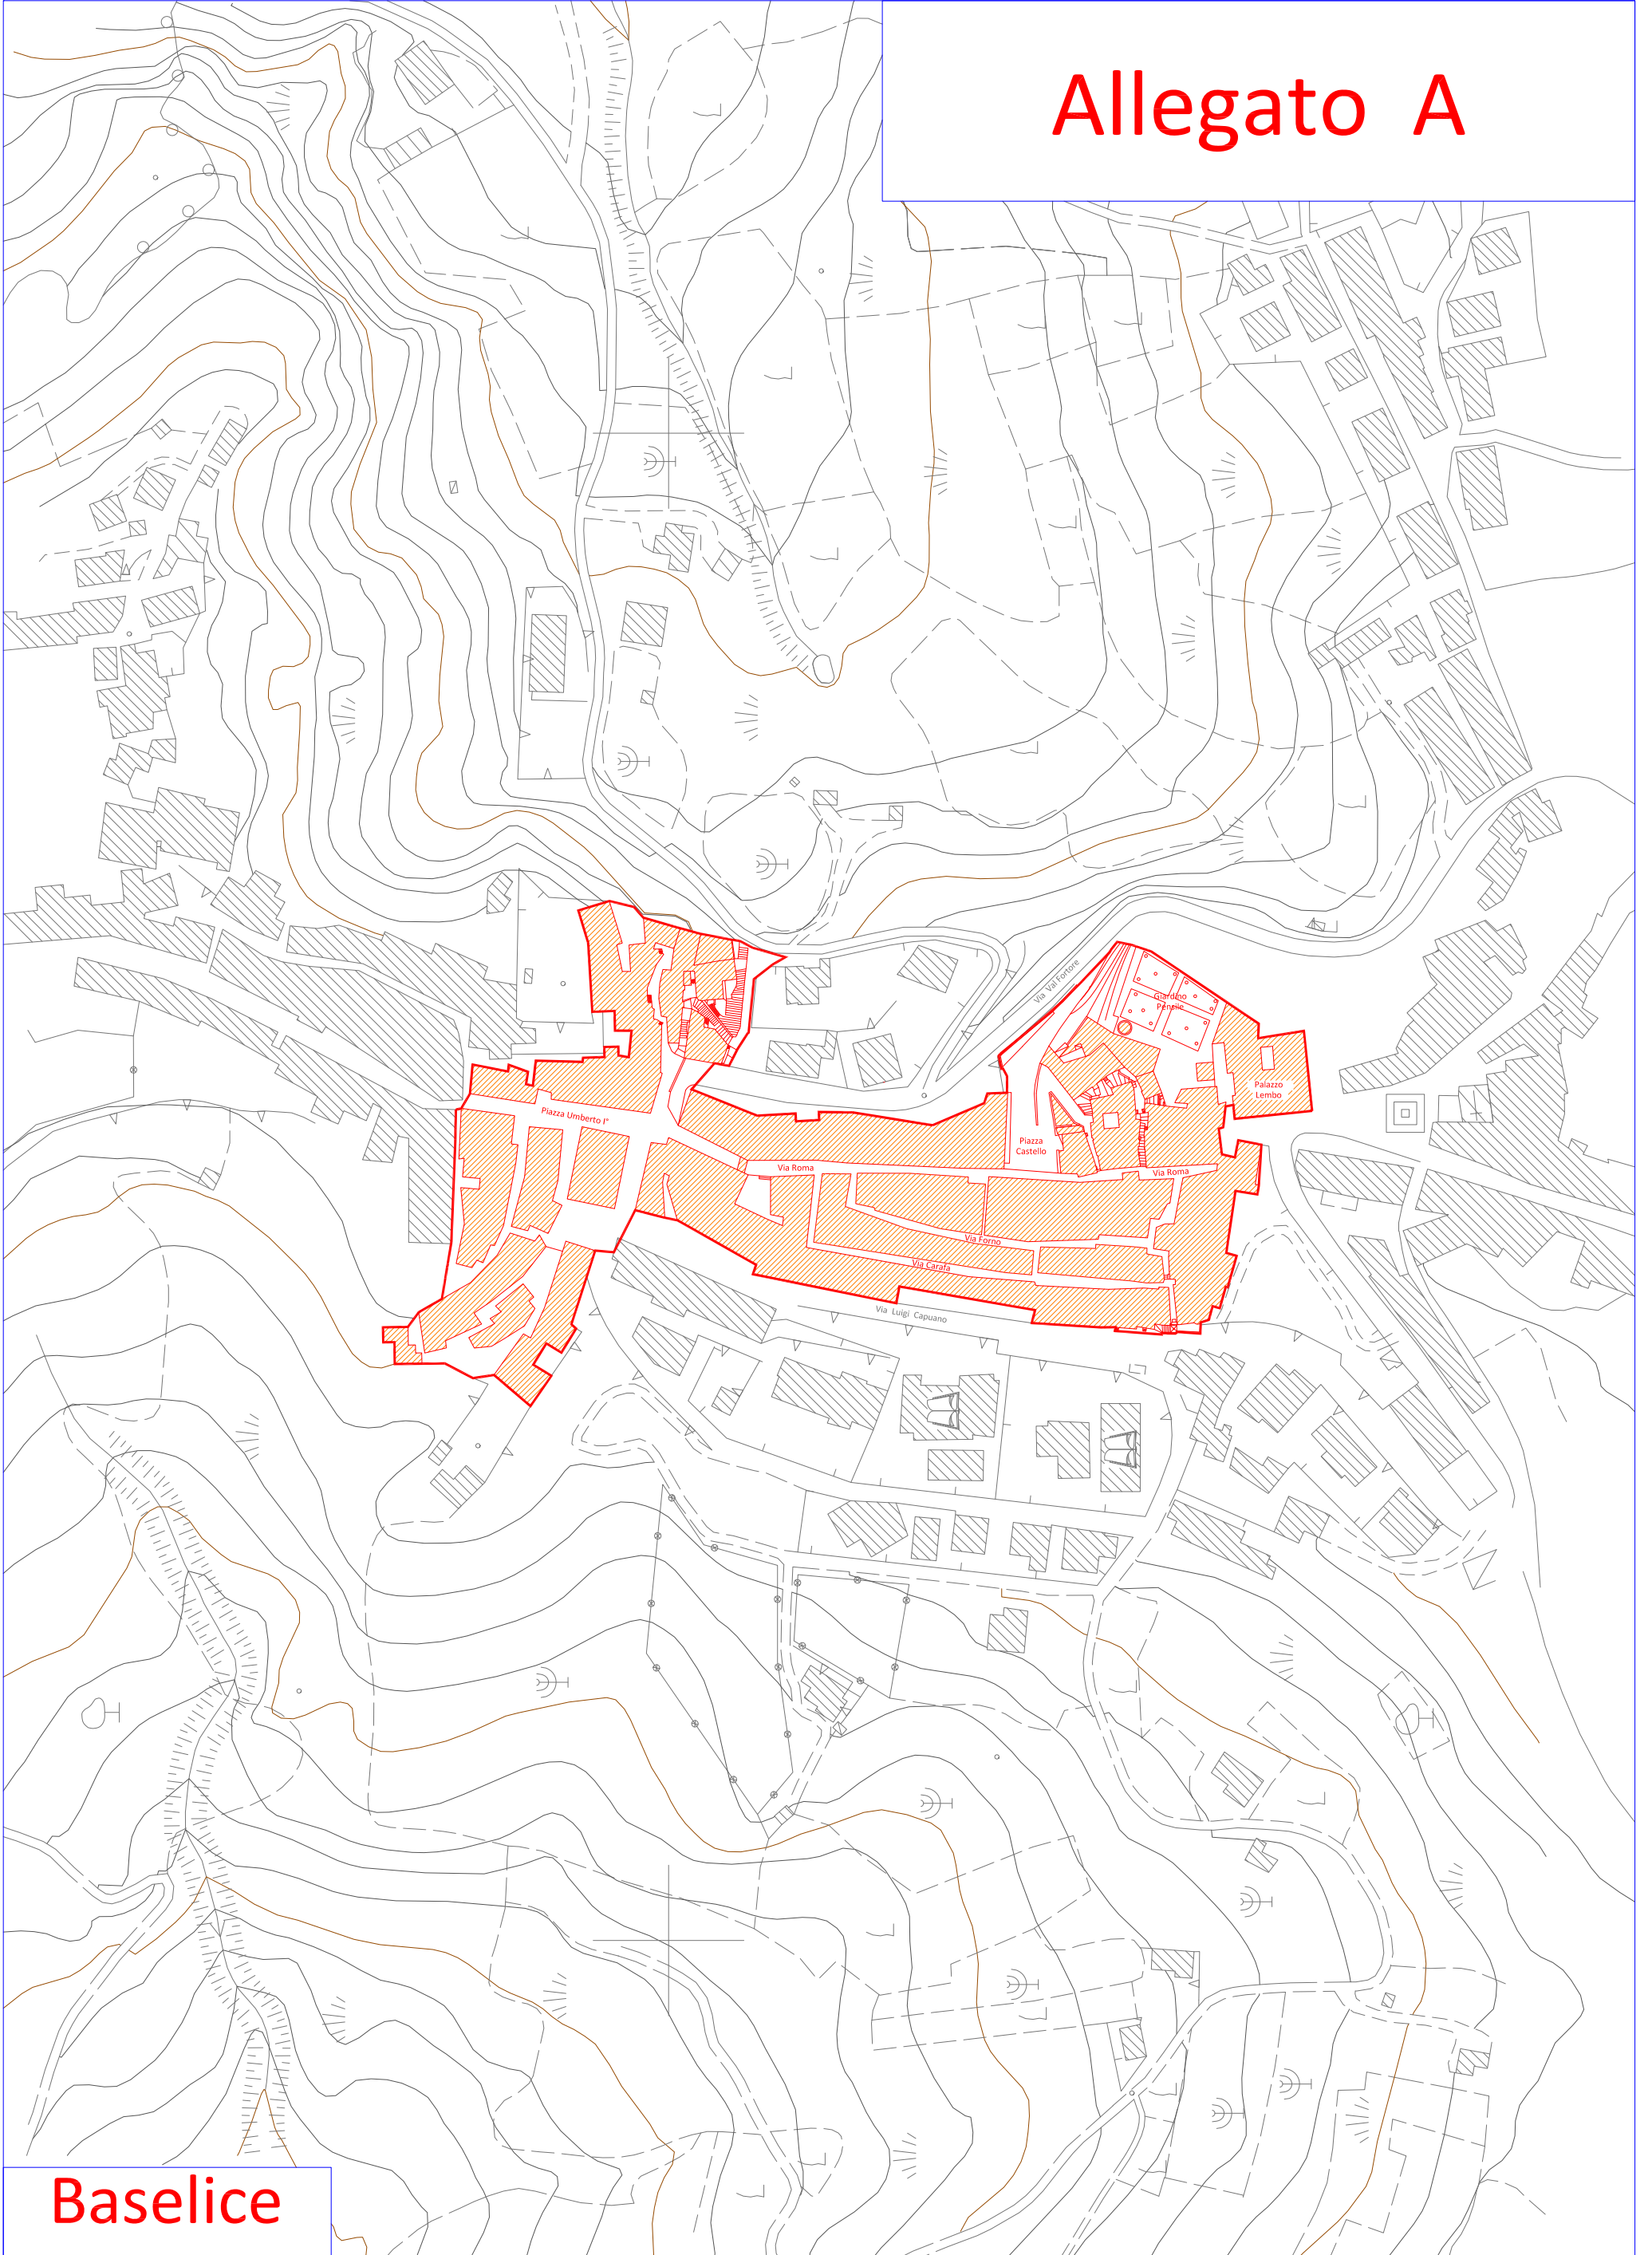 Allegato A
Via Val Fortore
Giardino
Pensile
Palazzo
Lembo
Piazza Umberto I°
Piazza
Castello
Via Roma
Via Roma
Via Forno
Via Carafa
Via Luigi Capuano
Baselice